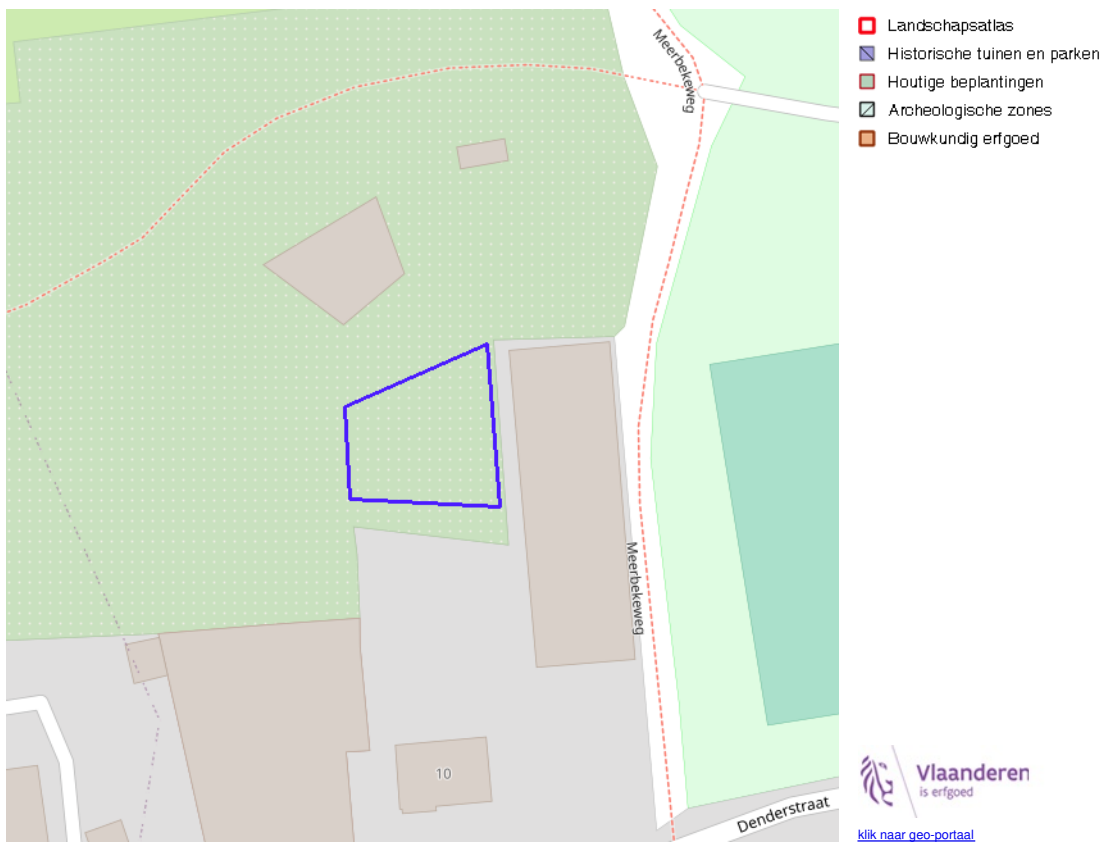 Meerbekeweg
Meerbekeweg
10
Denderstraat
Landschapsatlas
Historische tuinen en parken
Houtige beplantingen
Archeologische zones
Bouwkundig erfgoed
Vlaanderen
is erfgoed
klik naar geo-portaal